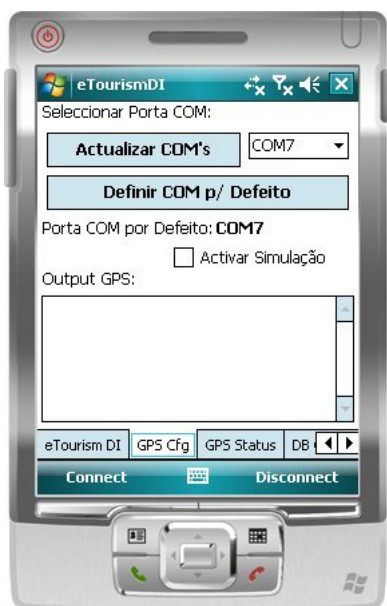 eTourismDI
Seleccionar Porta COM:
Actualizar COM's
COM7
Definir COM p/ Defeito
Porta COM por Defeito: COM7
Activar Simulação
Output GPS:
eTourism DI
GPS Cfg
GPS Status
DB
Connect
Disconnect